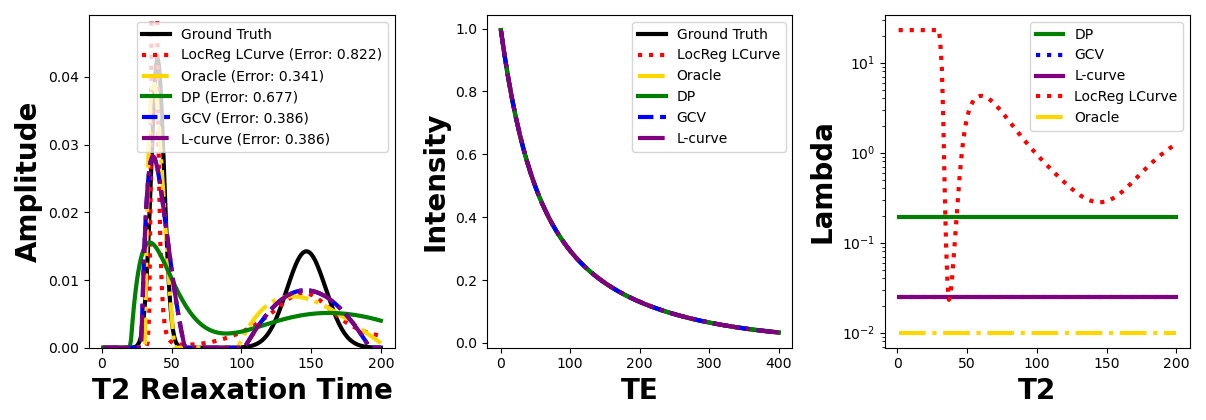 Amplitude
0.04
0.03
0.02
0.01
0.00
0
50
100
150
200
T2 Relaxation Time
Ground Truth
LocReg LCurve (Error: 0.822)
Oracle (Error: 0.341)
DP (Error: 0.677)
GCV (Error: 0.386)
L-curve (Error: 0.386)
Intensity
1.0
0.8
0.6
0.4
0.2
0.0
0
100
200
300
400
TE
Ground Truth
LocReg LCurve
Oracle
DP
GCV
L-curve
Lambda
10¹
10⁰
10⁻¹
10⁻²
0
50
100
150
200
T2
DP
GCV
L-curve
LocReg LCurve
Oracle